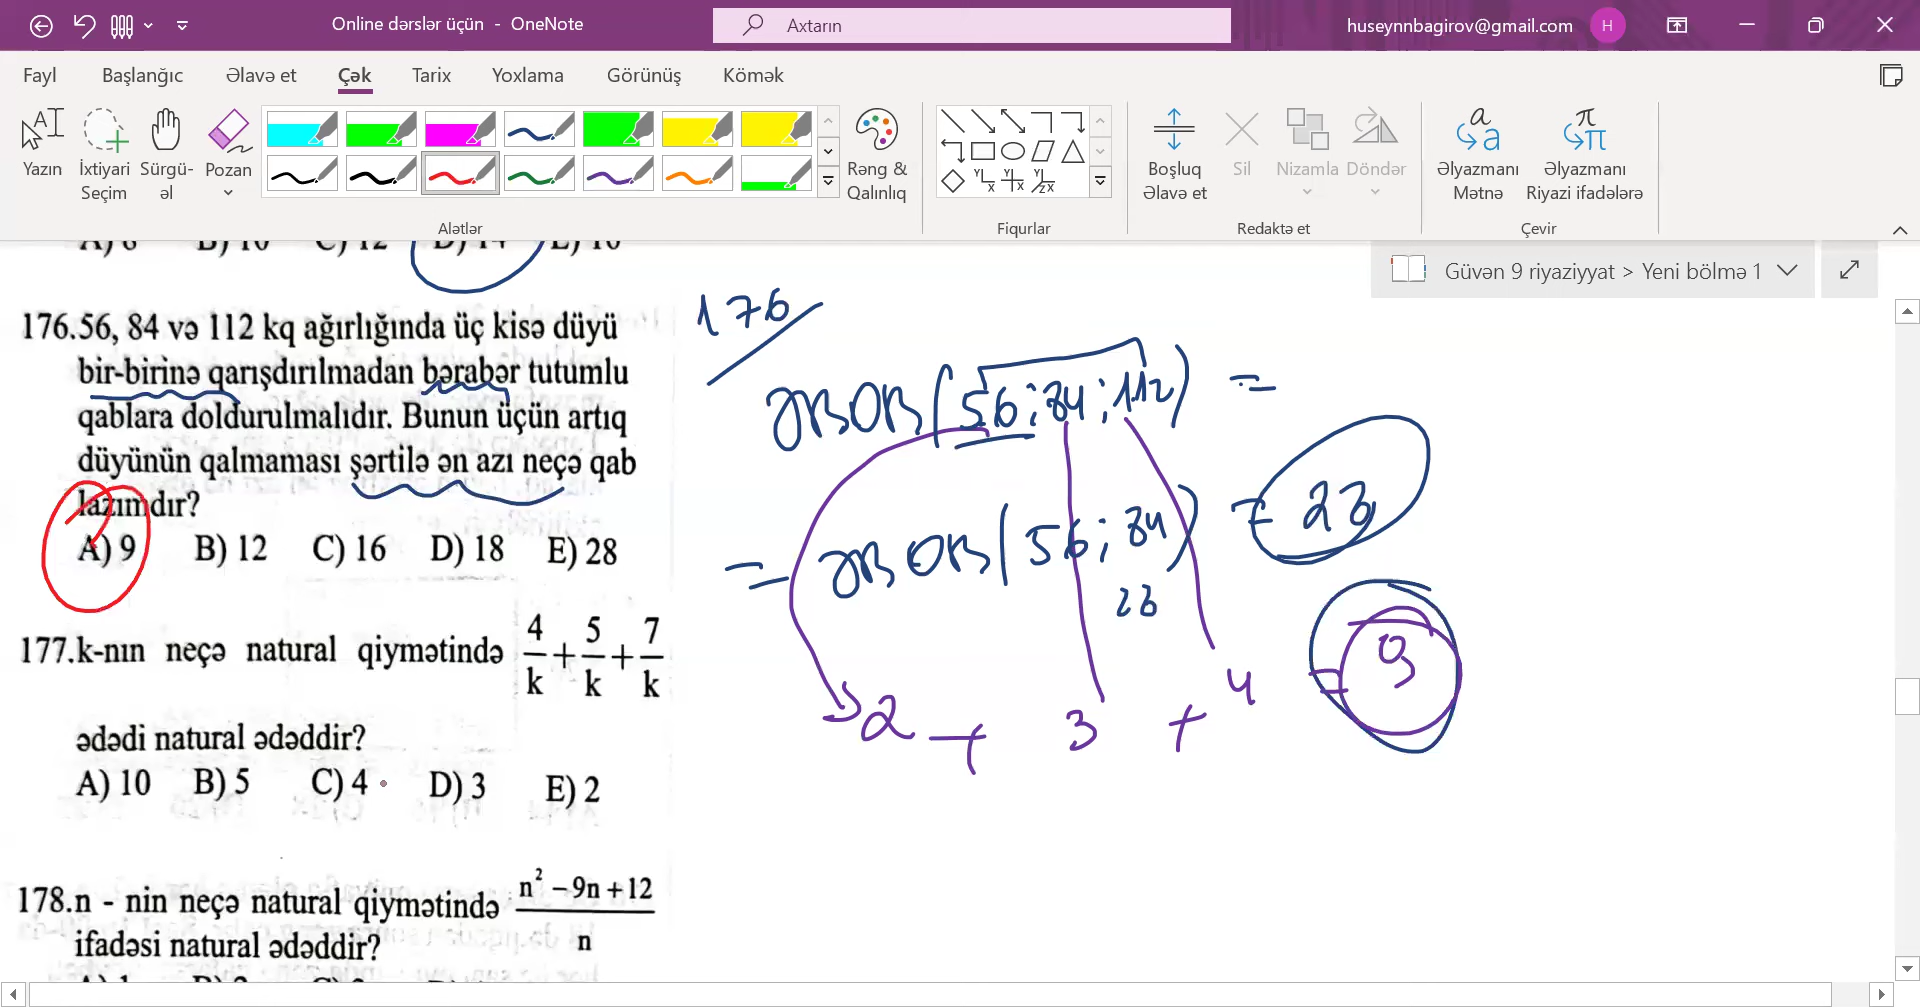 Online dərslər üçün - OneNote
Axtarın
huseynnbagirov@gmail.com
H
Fayl Başlanğıc Əlavə et Çək Tarix Yoxlama Görünüş Kömək
Yazın
İxtiyari Seçim
Sürgü-əl
Pozan
Rəng & Qalınlıq
Boşluq Əlavə et
Sil
Nizamla
Döndər
Əlyazmanı Mətnə
Əlyazmanı Riyazi ifadələrə
Alətlər
Fiqurlar
Redaktə et
Çevir
Güvən 9 riyaziyyat > Yeni bölmə 1
A) 8 B) 10 C) 12 D) 14 E) 16
176.56, 84 və 112 kq ağırlığında üç kisə düyü
bir-birinə qarışdırılmadan bərabər tutumlu
qablara doldurulmalıdır. Bunun üçün artıq
düyünün qalmaması şərtilə ən azı neçə qab
lazımdır?
A) 9 B) 12 C) 16 D) 18 E) 28
177.k-nın neçə natural qiymətində 4/k + 5/k + 7/k
ədədi natural ədəddir?
A) 10 B) 5 C) 4 D) 3 E) 2
178.n - nin neçə natural qiymətində n² − 9n + 12 / n
ifadəsi natural ədəddir?
176
ƏBOB(56;84;112) =
= ƏBOB(56;84) = 28
28
2 + 3 + 4 = 9